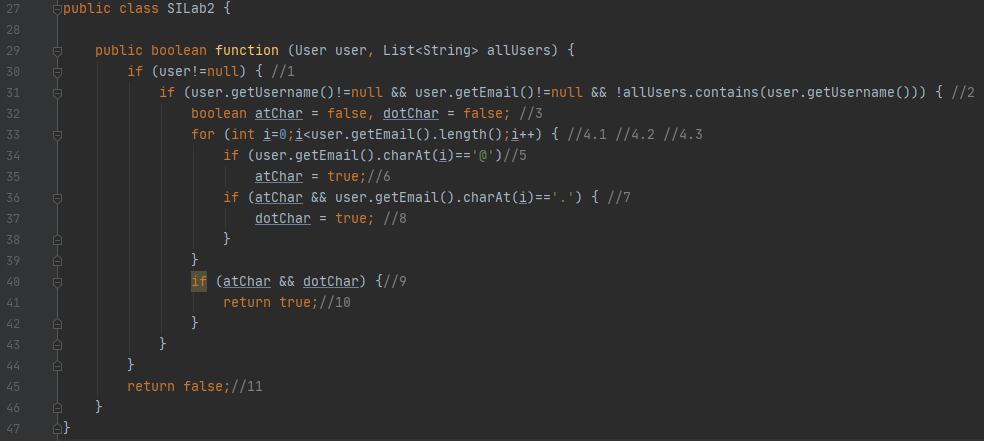 27 public class SILab2 {
28
29     public boolean function (User user, List<String> allUsers) {
30         if (user!=null) { //1
31             if (user.getUsername()!=null && user.getEmail()!=null && !allUsers.contains(user.getUsername())) { //2
32                 boolean atChar = false, dotChar = false; //3
33                 for (int i=0;i<user.getEmail().length();i++) { //4.1 //4.2 //4.3
34                     if (user.getEmail().charAt(i)=='@')//5
35                         atChar = true;//6
36                     if (atChar && user.getEmail().charAt(i)=='.') { //7
37                         dotChar = true; //8
38                     }
39                 }
40                 if (atChar && dotChar) {//9
41                     return true;//10
42                 }
43             }
44         }
45         return false;//11
46     }
47 }